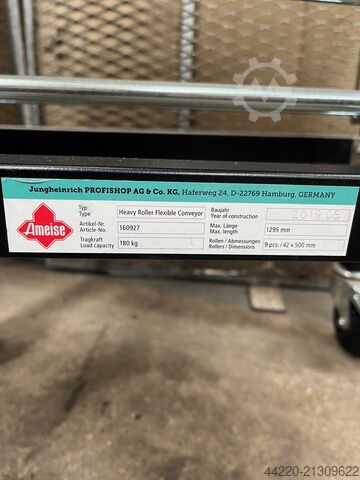 Jungheinrich PROFISHOP AG & Co. KG, Haferweg 24, D-22769 Hamburg, GERMANY
Ameise
Typ
Type
Heavy Roller Flexible Conveyor
Artikel-Nr.
Article-No.
160927
Tragkraft
Load capacity
180 kg
Baujahr
Year of construction
2019.05
Max. Länge
Max. length
1295 mm
Rollen / Abmessungen
Rollers / Dimensions
9 pcs. / 42 × 500 mm
44220-21309622